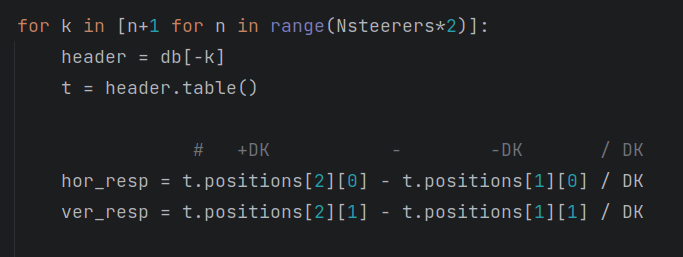 for k in [n+1 for n in range(Nsteerers*2)]:
    header = db[-k]
    t = header.table()

                #   +DK            -         -DK       / DK
    hor_resp = t.positions[2][0] - t.positions[1][0] / DK
    ver_resp = t.positions[2][1] - t.positions[1][1] / DK